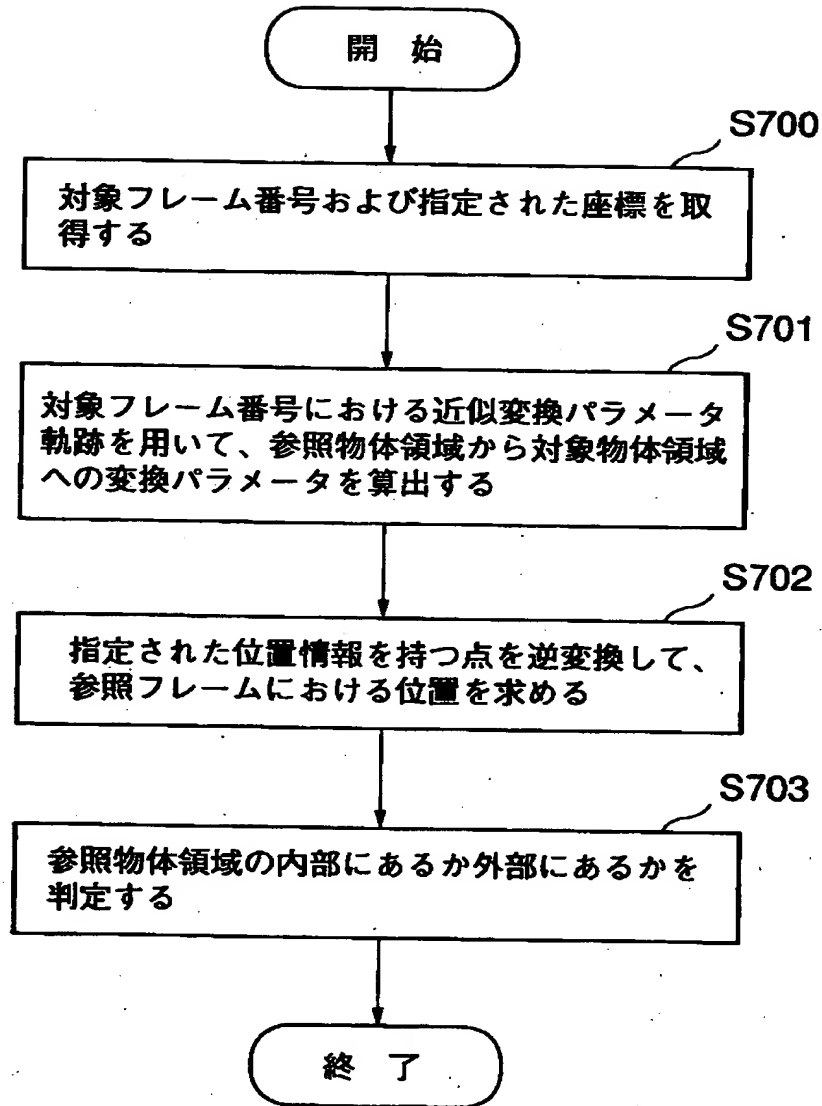 開 始
S700
対象フレーム番号および指定された座標を取
得する
S701
対象フレーム番号における近似変換パラメータ
軌跡を用いて、参照物体領域から対象物体領域
への変換パラメータを算出する
S702
指定された位置情報を持つ点を逆変換して、
参照フレームにおける位置を求める
S703
参照物体領域の内部にあるか外部にあるかを
判定する
終 了